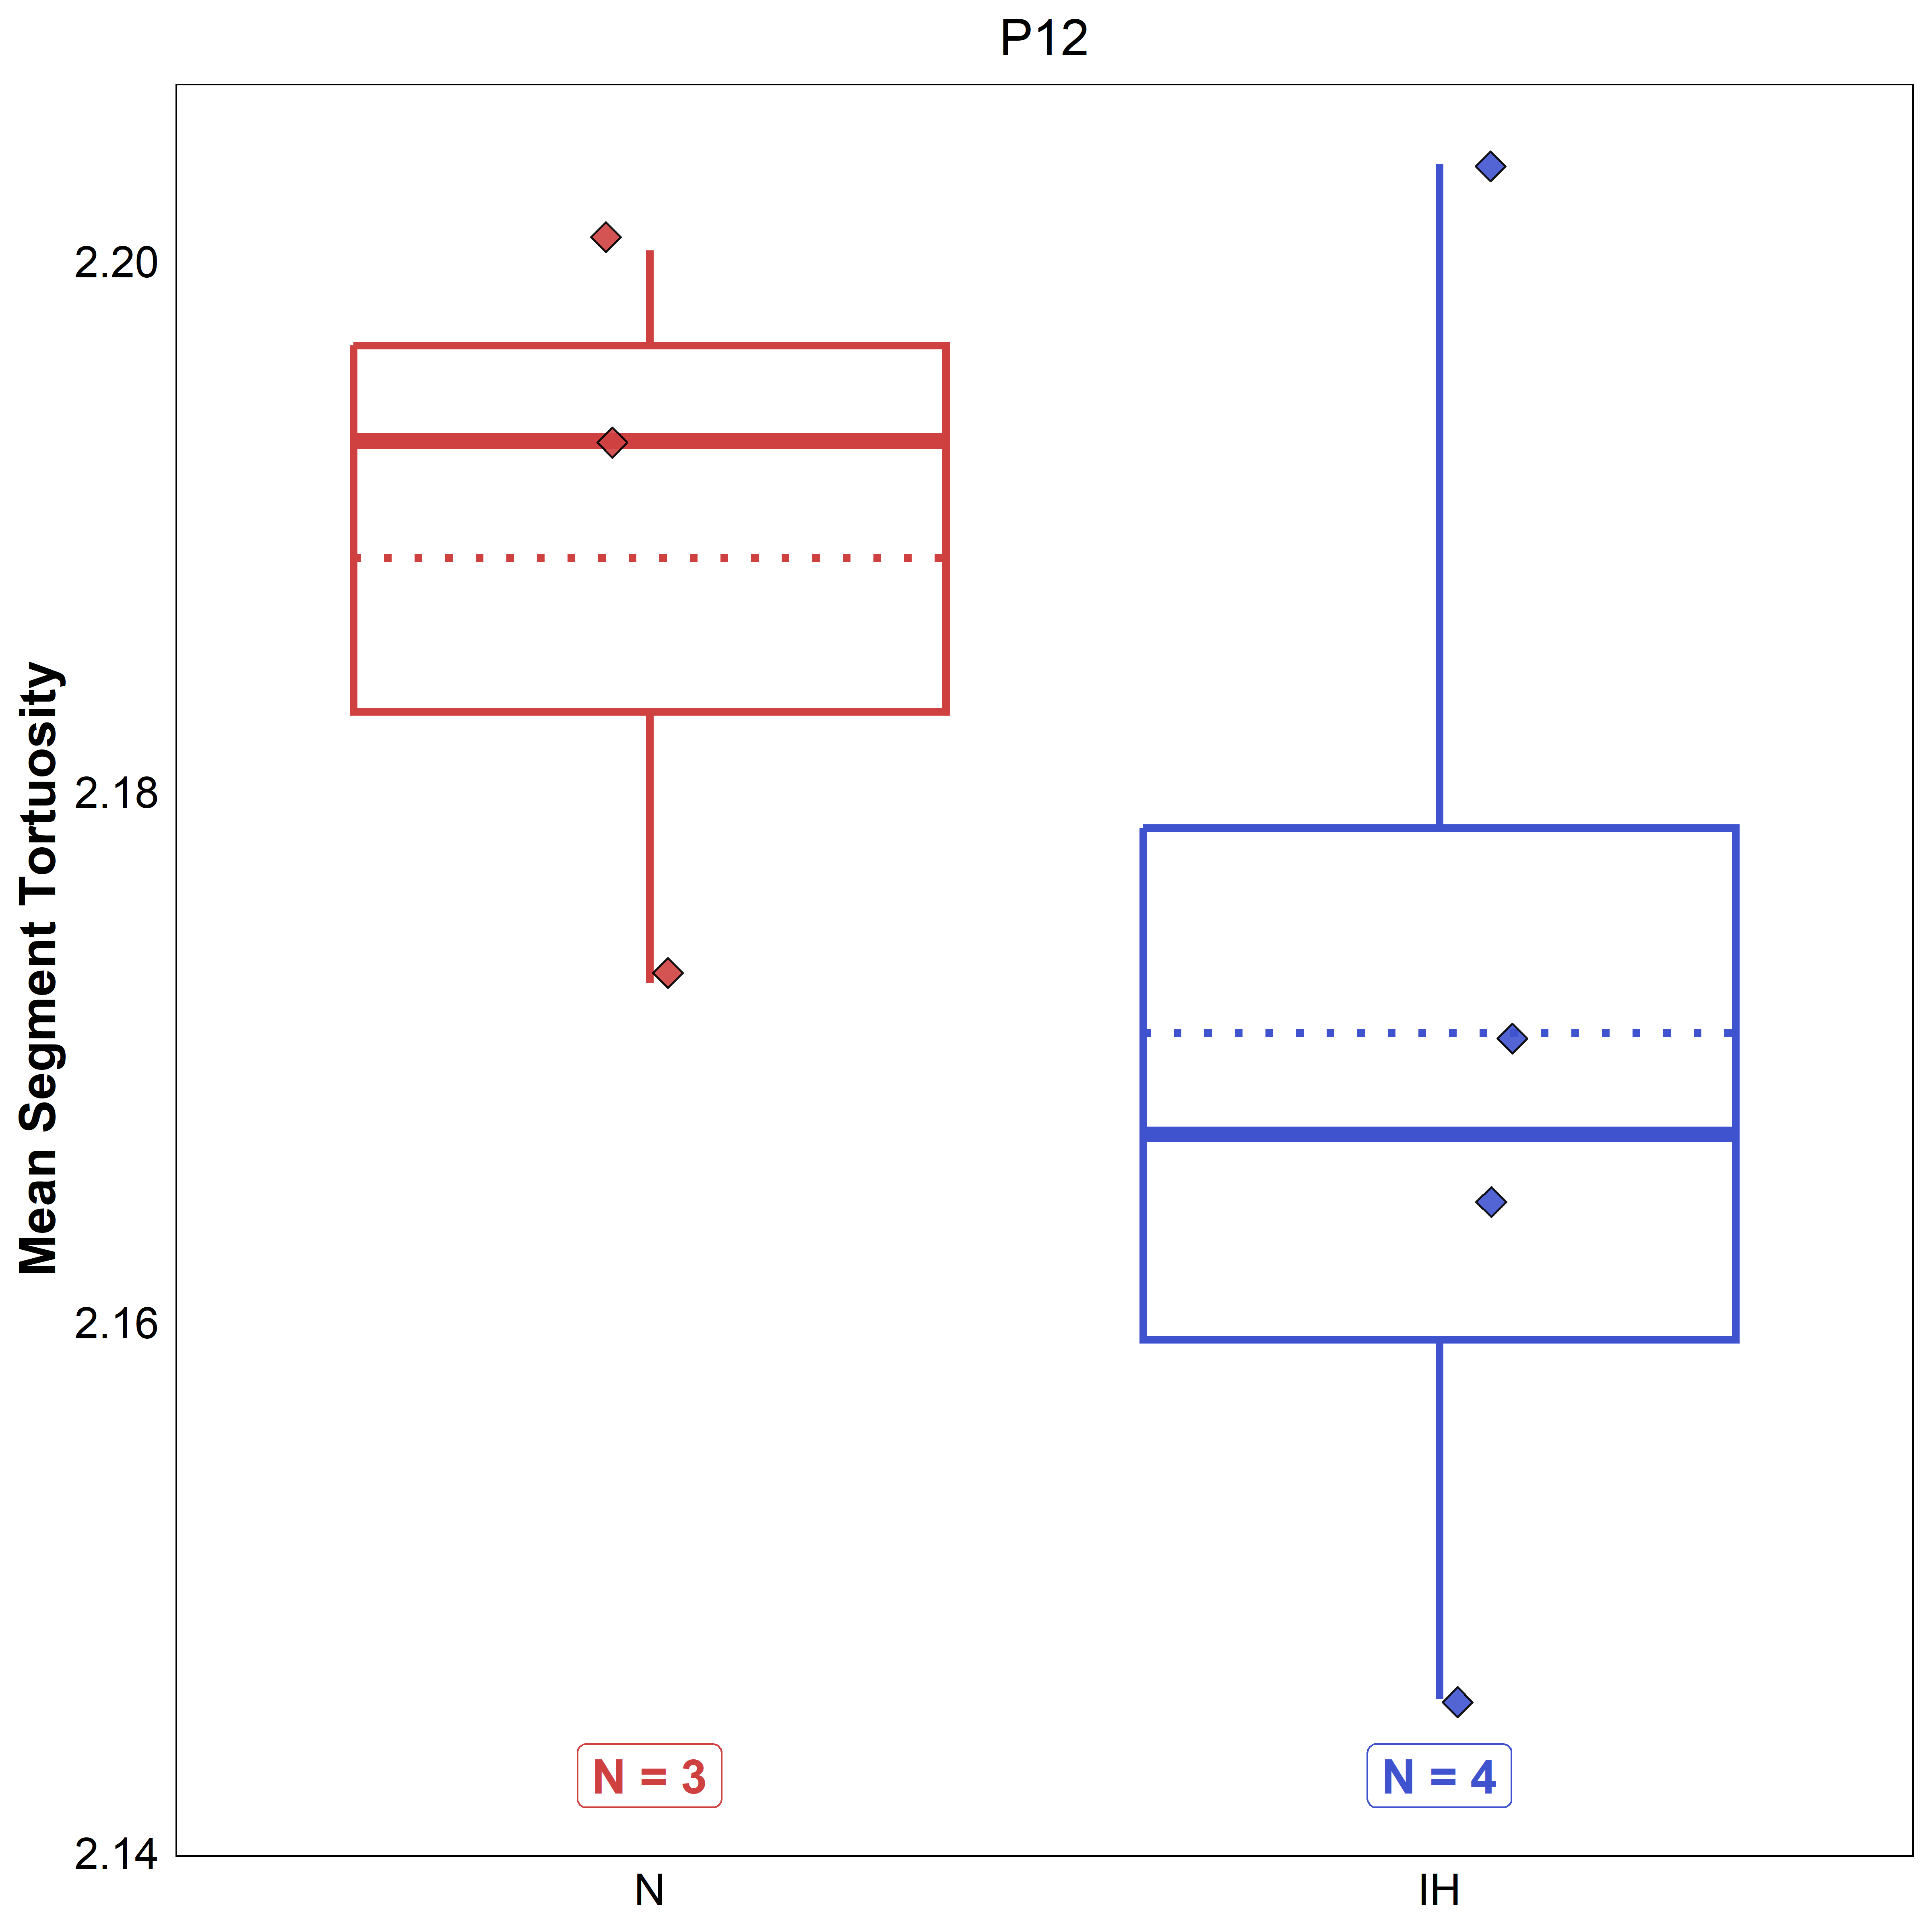 P12
Mean Segment Tortuosity
2.20
2.18
2.16
2.14
N = 3
N = 4
N
IH